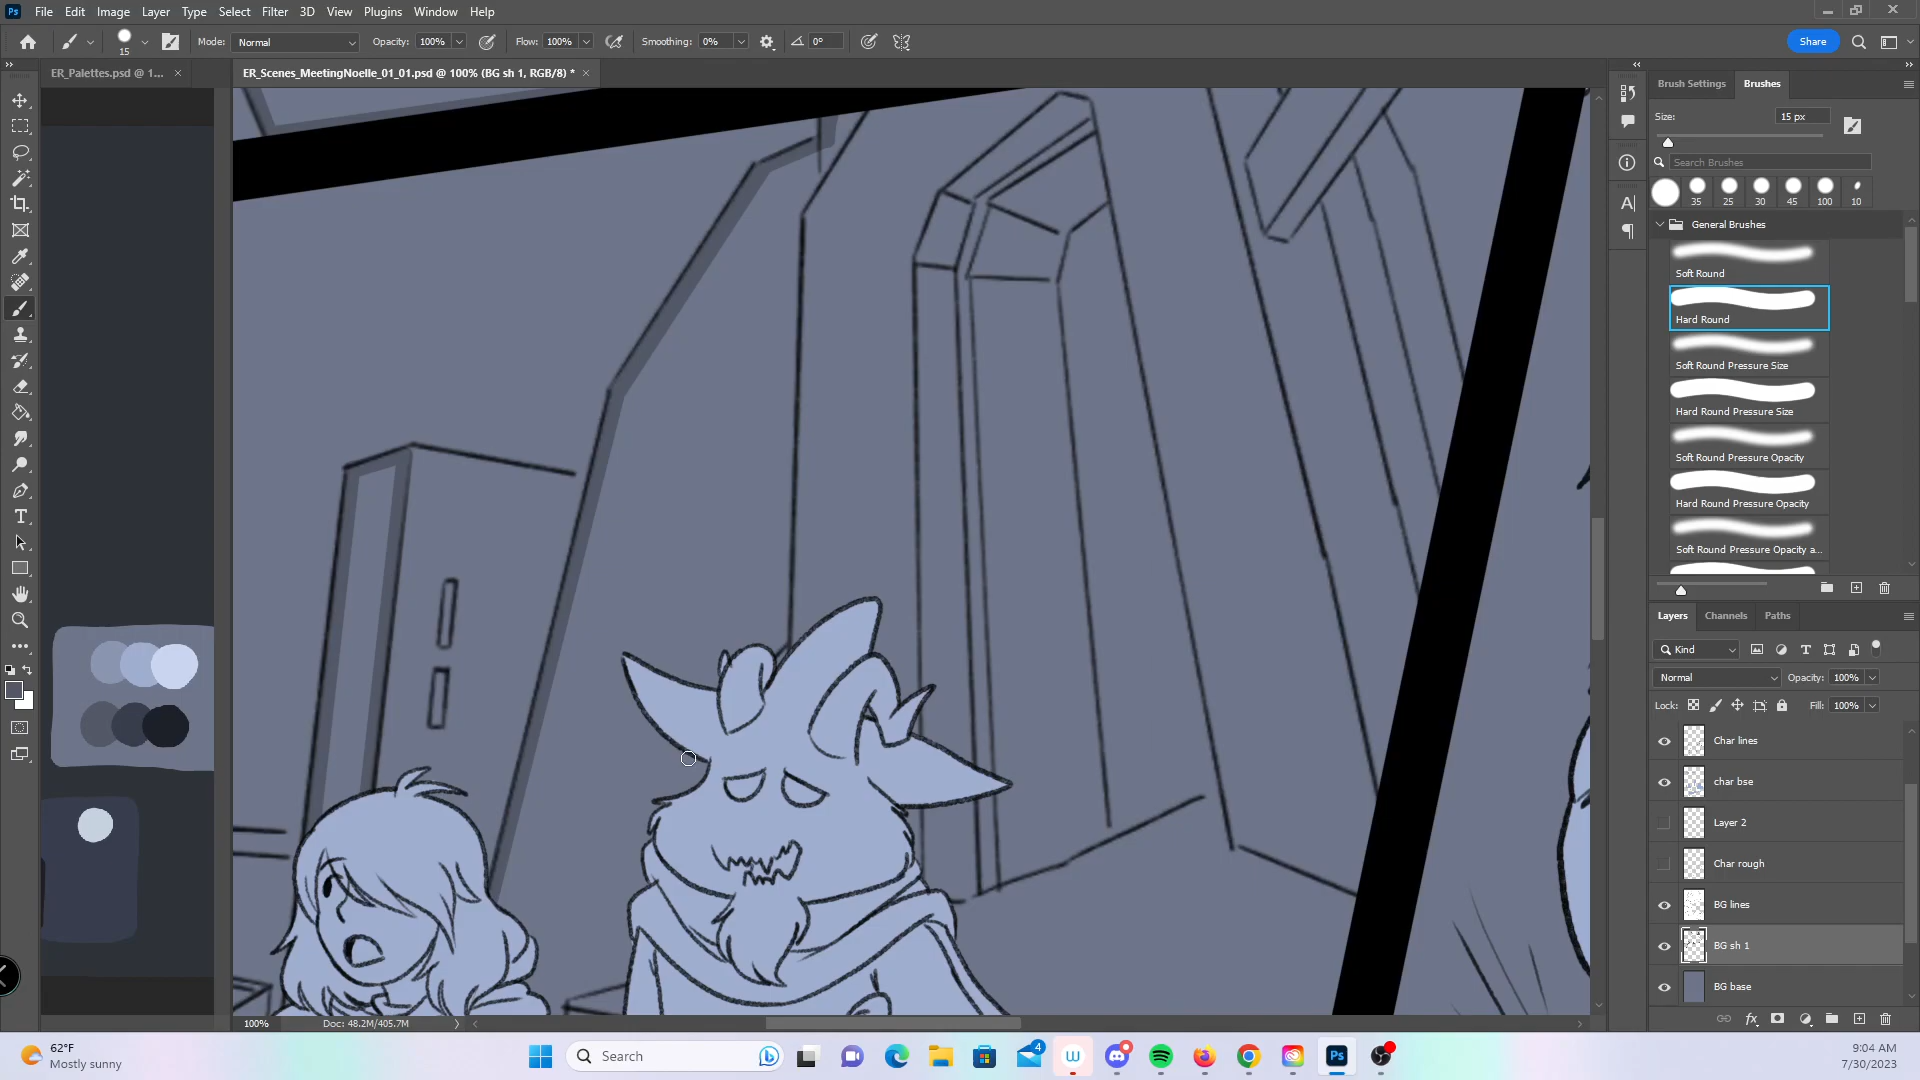 Ps File Edit Image Layer Type Select Filter 3D View Plugins Window Help
15 Mode: Normal Opacity: 100% Flow: 100% Smoothing: 0% 0° Share
ER_Palettes.psd @ 1... × ER_Scenes_MeetingNoelle_01_01.psd @ 100% (BG sh 1, RGB/8) * ×
Brush Settings Brushes
Size: 15 px
Search Brushes
35 25 30 45 100 10
General Brushes
Soft Round
Hard Round
Soft Round Pressure Size
Hard Round Pressure Size
Soft Round Pressure Opacity
Hard Round Pressure Opacity
Soft Round Pressure Opacity a...
Layers Channels Paths
Kind
Normal Opacity: 100%
Lock: Fill: 100%
Char lines
char bse
Layer 2
Char rough
BG lines
BG sh 1
BG base
100% Doc: 48.2M/405.7M
62°F
Mostly sunny
Search
4
Ps
9:04 AM
7/30/2023